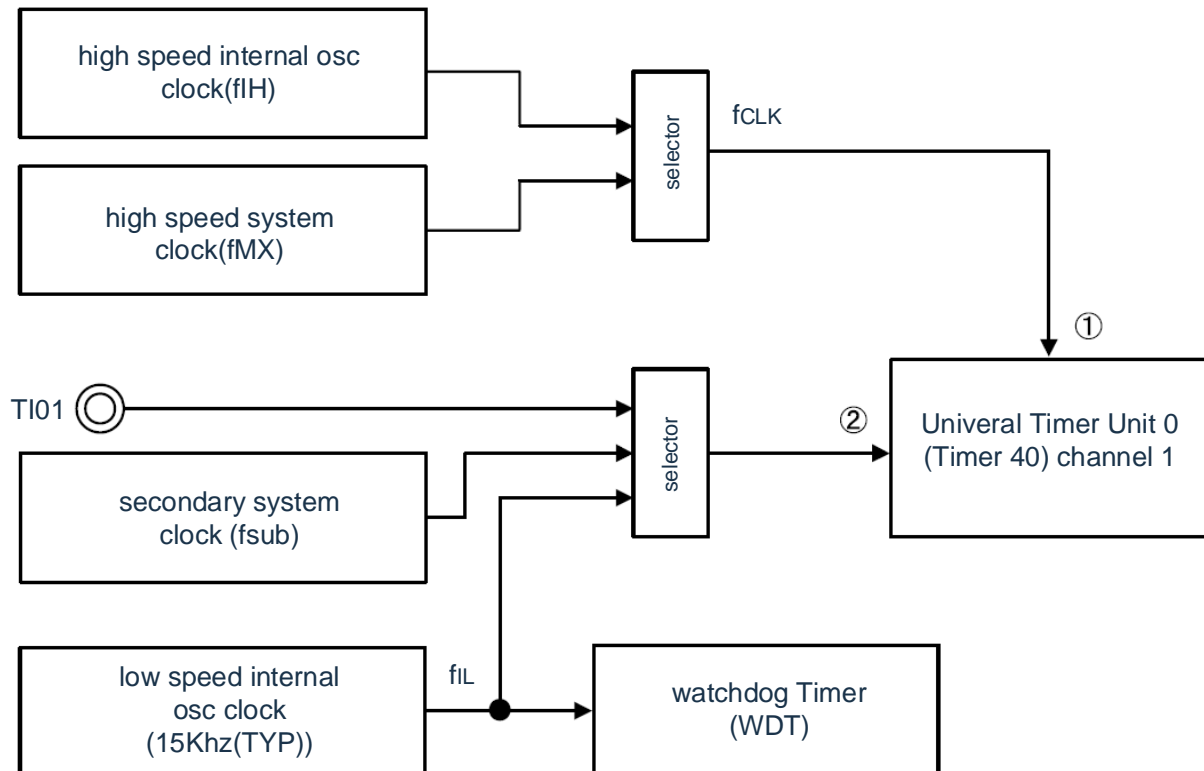 high speed internal osc
clock(fIH)
selector
fCLK
high speed system
clock(fMX)
①
TI01
selector
②
Univeral Timer Unit 0
(Timer 40) channel 1
secondary system
clock (fsub)
low speed internal
osc clock
(15Khz(TYP))
fIL
watchdog Timer
(WDT)